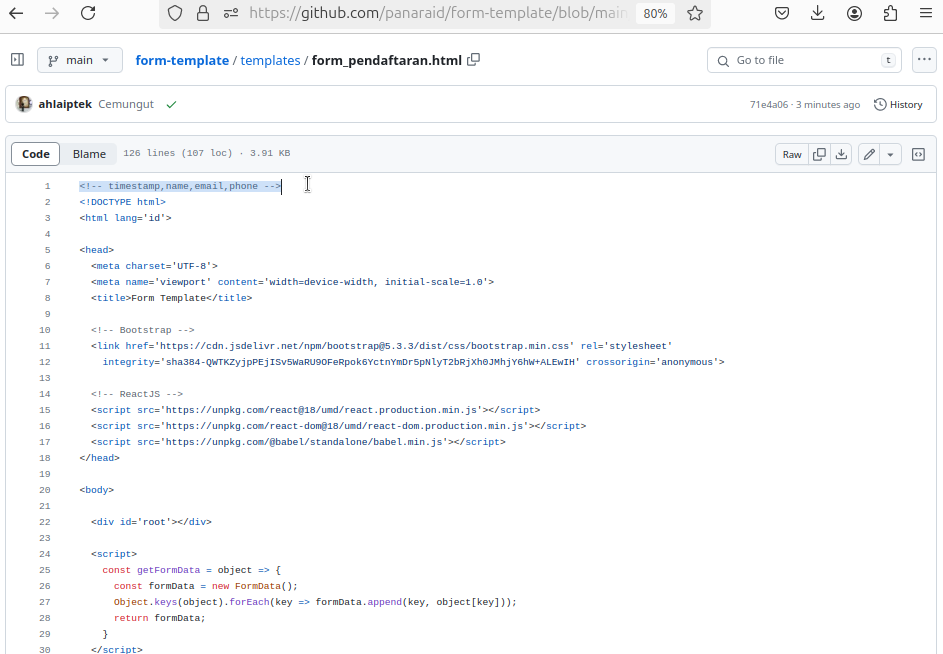 https://github.com/panaraid/form-template/blob/main
80%
main
form-template / templates / form_pendaftaran.html
Go to file
t
ahlaiptek Cemungut
71e4a06 · 3 minutes ago
History
Code
Blame
126 lines (107 loc) · 3.91 KB
Raw
1 <!-- timestamp,name,email,phone -->
2 <!DOCTYPE html>
3 <html lang='id'>
4
5 <head>
6 <meta charset='UTF-8'>
7 <meta name='viewport' content='width=device-width, initial-scale=1.0'>
8 <title>Form Template</title>
9
10 <!-- Bootstrap -->
11 <link href='https://cdn.jsdelivr.net/npm/bootstrap@5.3.3/dist/css/bootstrap.min.css' rel='stylesheet'
12 integrity='sha384-QWTKZyjpPEjISv5WaRU9OFeRpok6YctnYmDr5pNlyT2bRjXh0JMhjY6hW+ALEwIH' crossorigin='anonymous'>
13
14 <!-- ReactJS -->
15 <script src='https://unpkg.com/react@18/umd/react.production.min.js'></script>
16 <script src='https://unpkg.com/react-dom@18/umd/react-dom.production.min.js'></script>
17 <script src='https://unpkg.com/@babel/standalone/babel.min.js'></script>
18 </head>
19
20 <body>
21
22 <div id='root'></div>
23
24 <script>
25 const getFormData = object => {
26 const formData = new FormData();
27 Object.keys(object).forEach(key => formData.append(key, object[key]));
28 return formData;
29 }
30 </script>